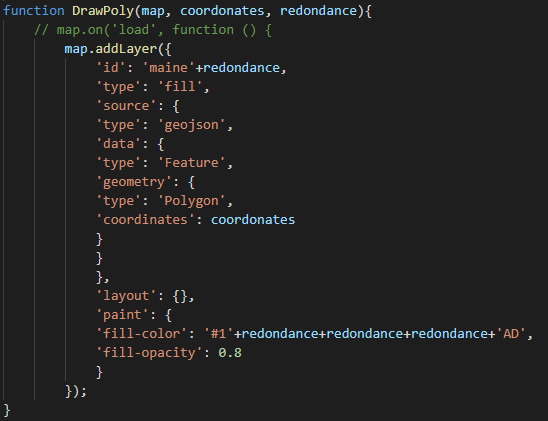 function DrawPoly(map, coordonates, redondance){
// map.on('load', function () {
map.addLayer({
'id': 'maine'+redondance,
'type': 'fill',
'source': {
'type': 'geojson',
'data': {
'type': 'Feature',
'geometry': {
'type': 'Polygon',
'coordinates': coordonates
}
}
},
'layout': {},
'paint': {
'fill-color': '#1'+redondance+redondance+redondance+'AD',
'fill-opacity': 0.8
}
});
}